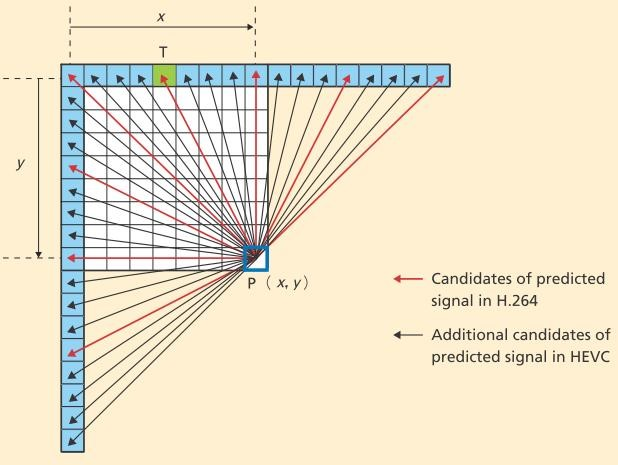 x
T
y
P ( x, y )
Candidates of predicted
signal in H.264
Additional candidates of
predicted signal in HEVC